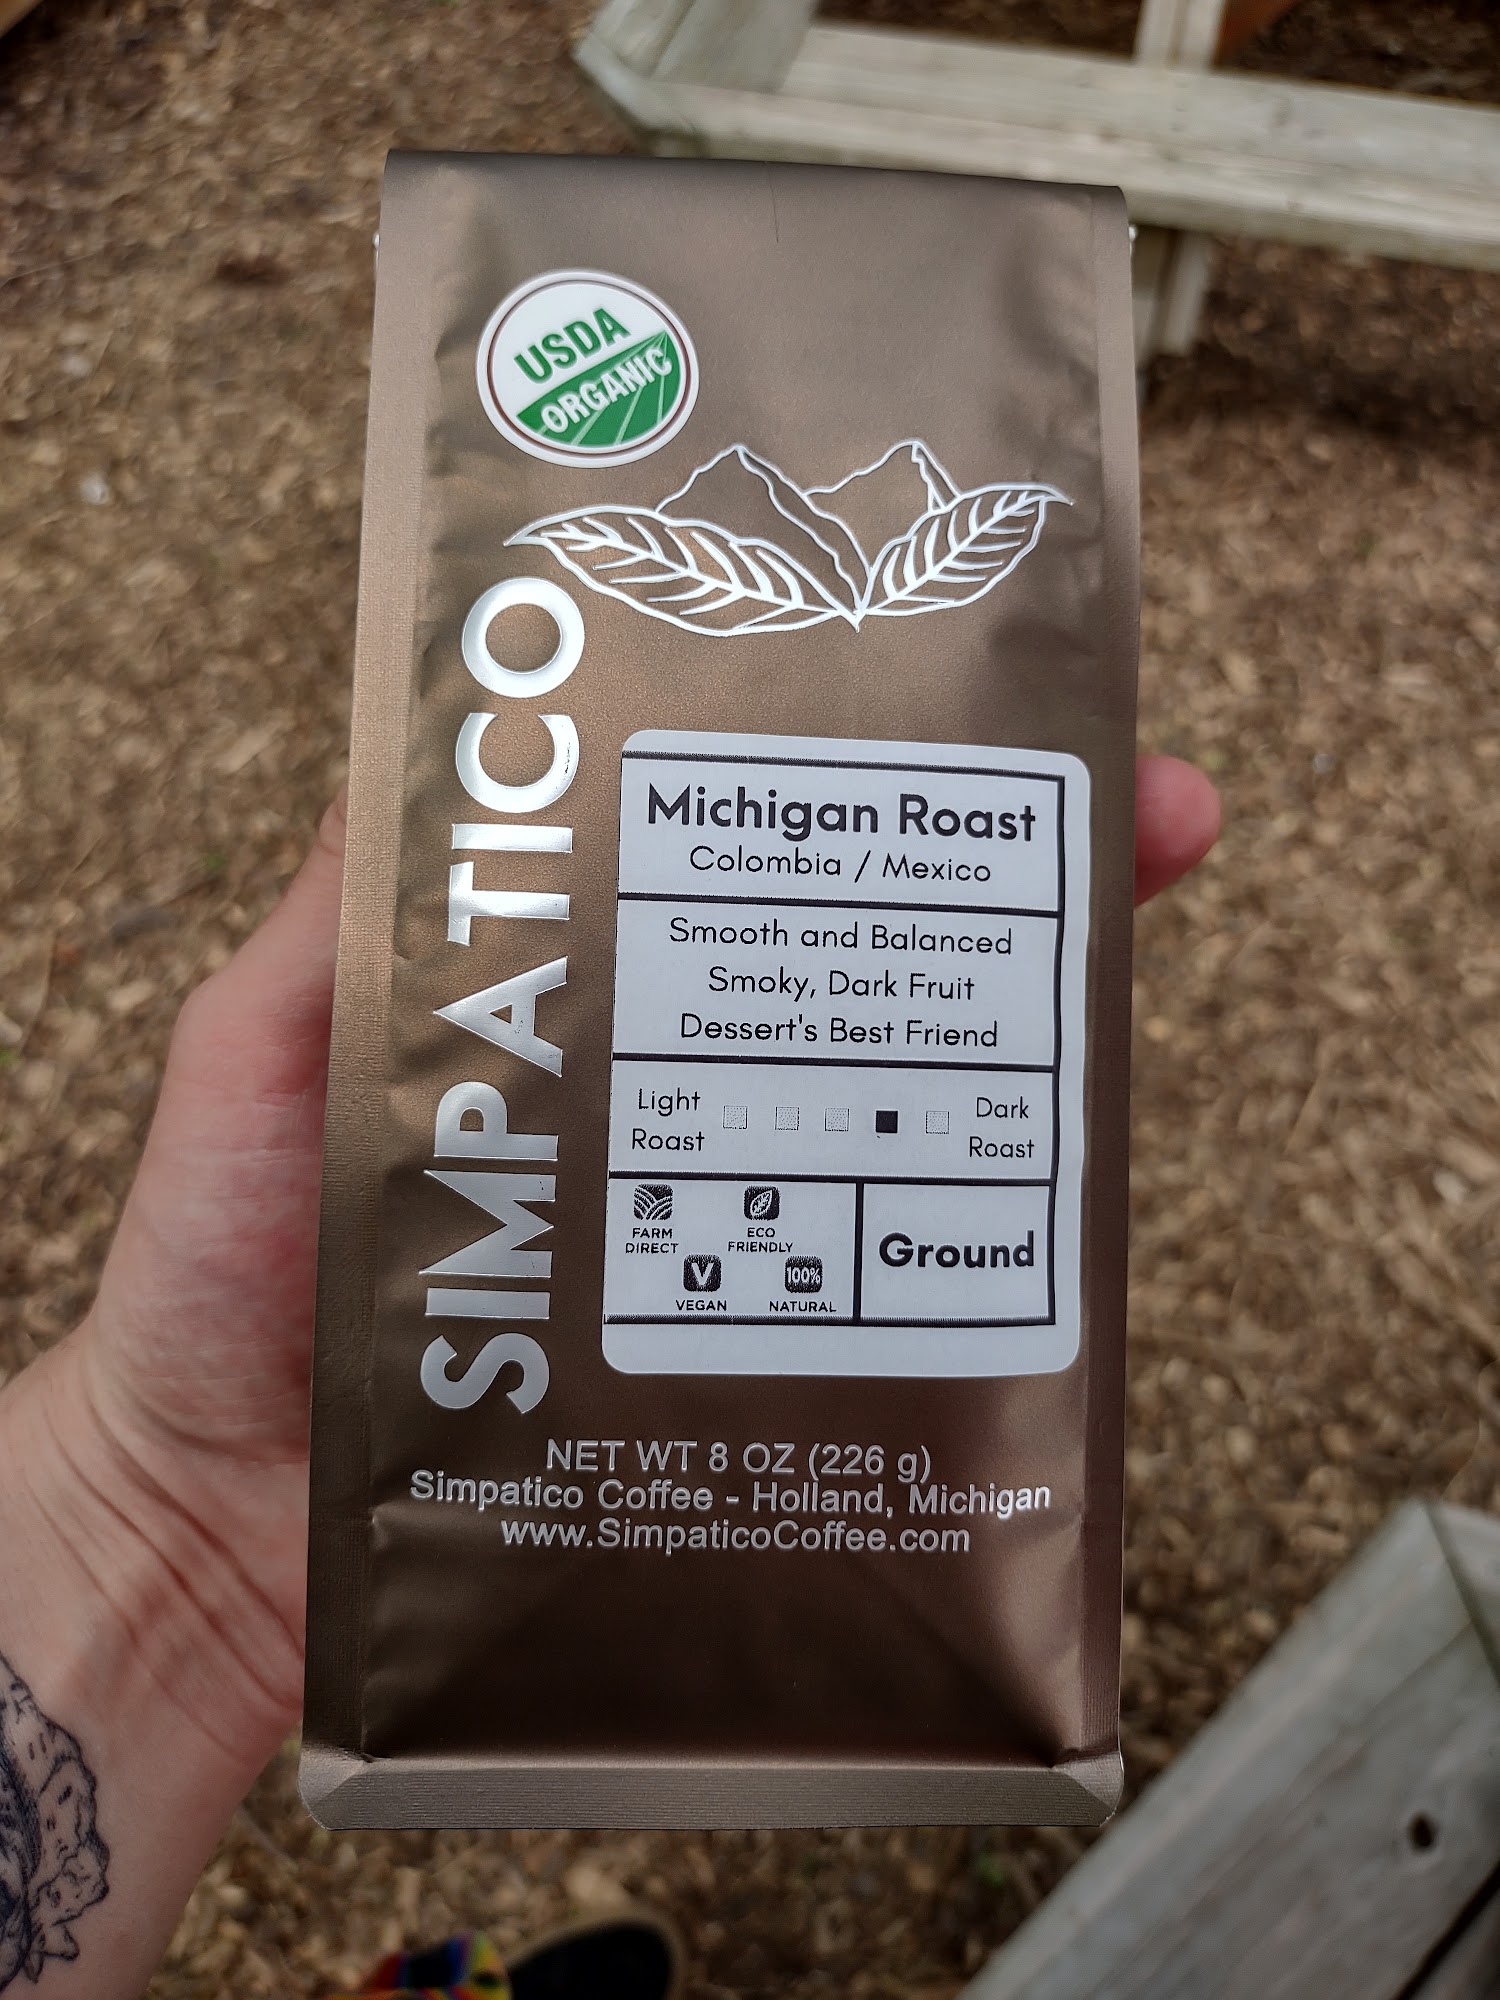 USDA
ORGANIC
SIMPATICO
Michigan Roast
Colombia / Mexico
Smooth and Balanced
Smoky, Dark Fruit
Dessert's Best Friend
Light
Roast
Dark
Roast
FARM
DIRECT
ECO
FRIENDLY
V
VEGAN
100%
NATURAL
Ground
NET WT 8 OZ (226 g)
Simpatico Coffee - Holland, Michigan
www.SimpaticoCoffee.com